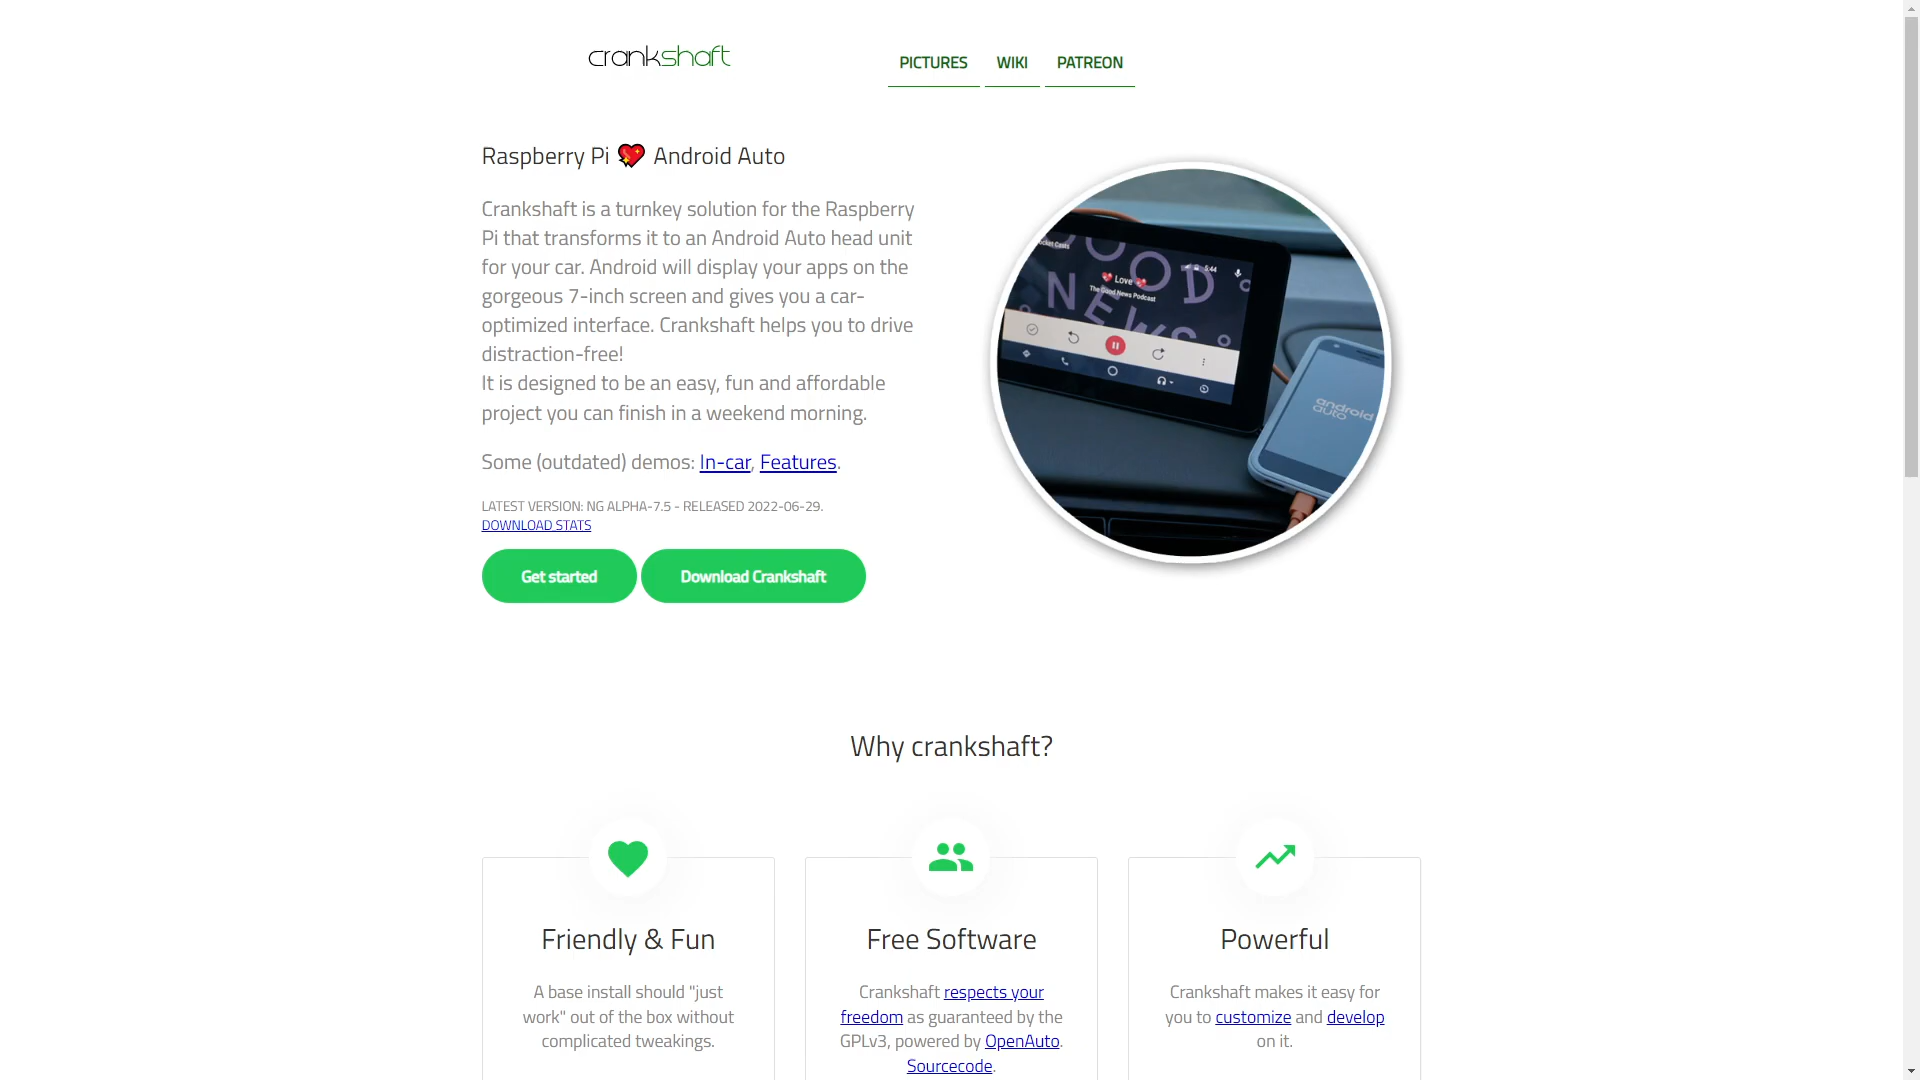 crankshaft
PICTURES WIKI PATREON
Raspberry Pi 💖 Android Auto
Crankshaft is a turnkey solution for the Raspberry
Pi that transforms it to an Android Auto head unit
for your car. Android will display your apps on the
gorgeous 7-inch screen and gives you a car-
optimized interface. Crankshaft helps you to drive
distraction-free!
It is designed to be an easy, fun and affordable
project you can finish in a weekend morning.
Some (outdated) demos: In-car, Features.
LATEST VERSION: NG ALPHA-7.5 - RELEASED 2022-06-29.
DOWNLOAD STATS
Get started Download Crankshaft
ocket Casts
5:44
OOD
NEWS
Love
The Good News Podcast
android
auto
Why crankshaft?
Friendly & Fun
A base install should "just
work" out of the box without
complicated tweakings.
Free Software
Crankshaft respects your
freedom as guaranteed by the
GPLv3, powered by OpenAuto.
Sourcecode.
Powerful
Crankshaft makes it easy for
you to customize and develop
on it.